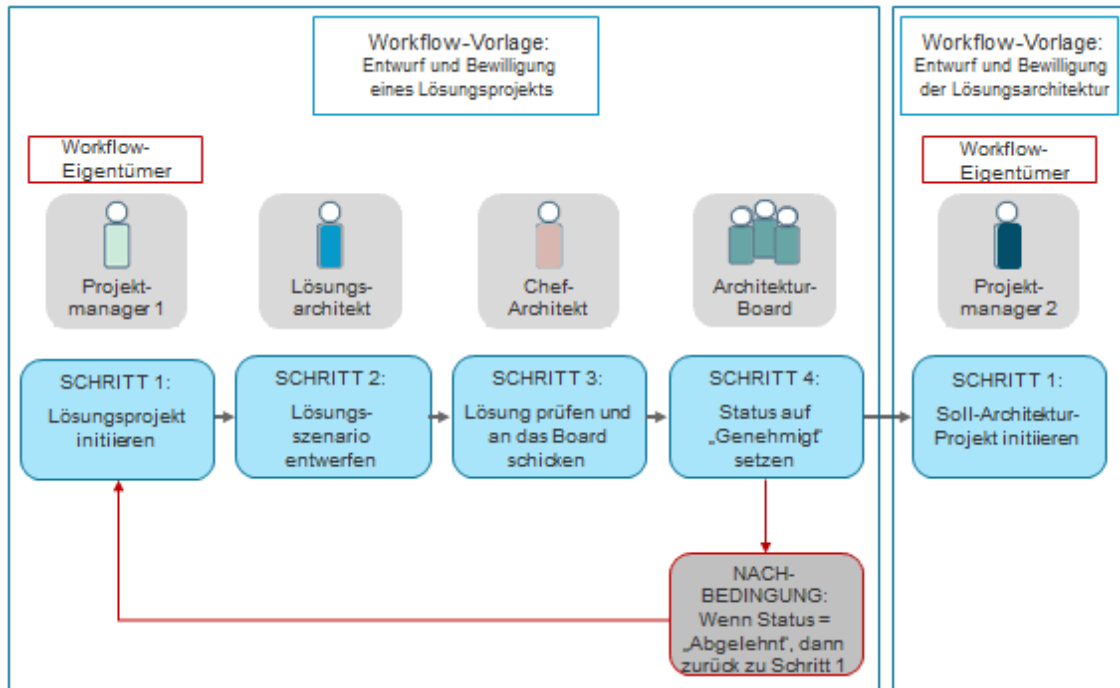 Workflow-Vorlage:
Entwurf und Bewilligung
eines Lösungsprojekts
Workflow-Vorlage:
Entwurf und Bewilligung
der Lösungsarchitektur
Workflow-
Eigentümer
Workflow-
Eigentümer
Projekt-
manager 1
Lösungs-
architekt
Chef-
Architekt
Architektur-
Board
Projekt-
manager 2
SCHRITT 1:
Lösungsprojekt
initiieren
SCHRITT 2:
Lösungs-
szenario
entwerfen
SCHRITT 3:
Lösung prüfen und
an das Board
schicken
SCHRITT 4:
Status auf
„Genehmigt“
setzen
SCHRITT 1:
Soll-Architektur-
Projekt initiieren
NACH-
BEDINGUNG:
Wenn Status =
„Abgelehnt“, dann
zurück zu Schritt 1